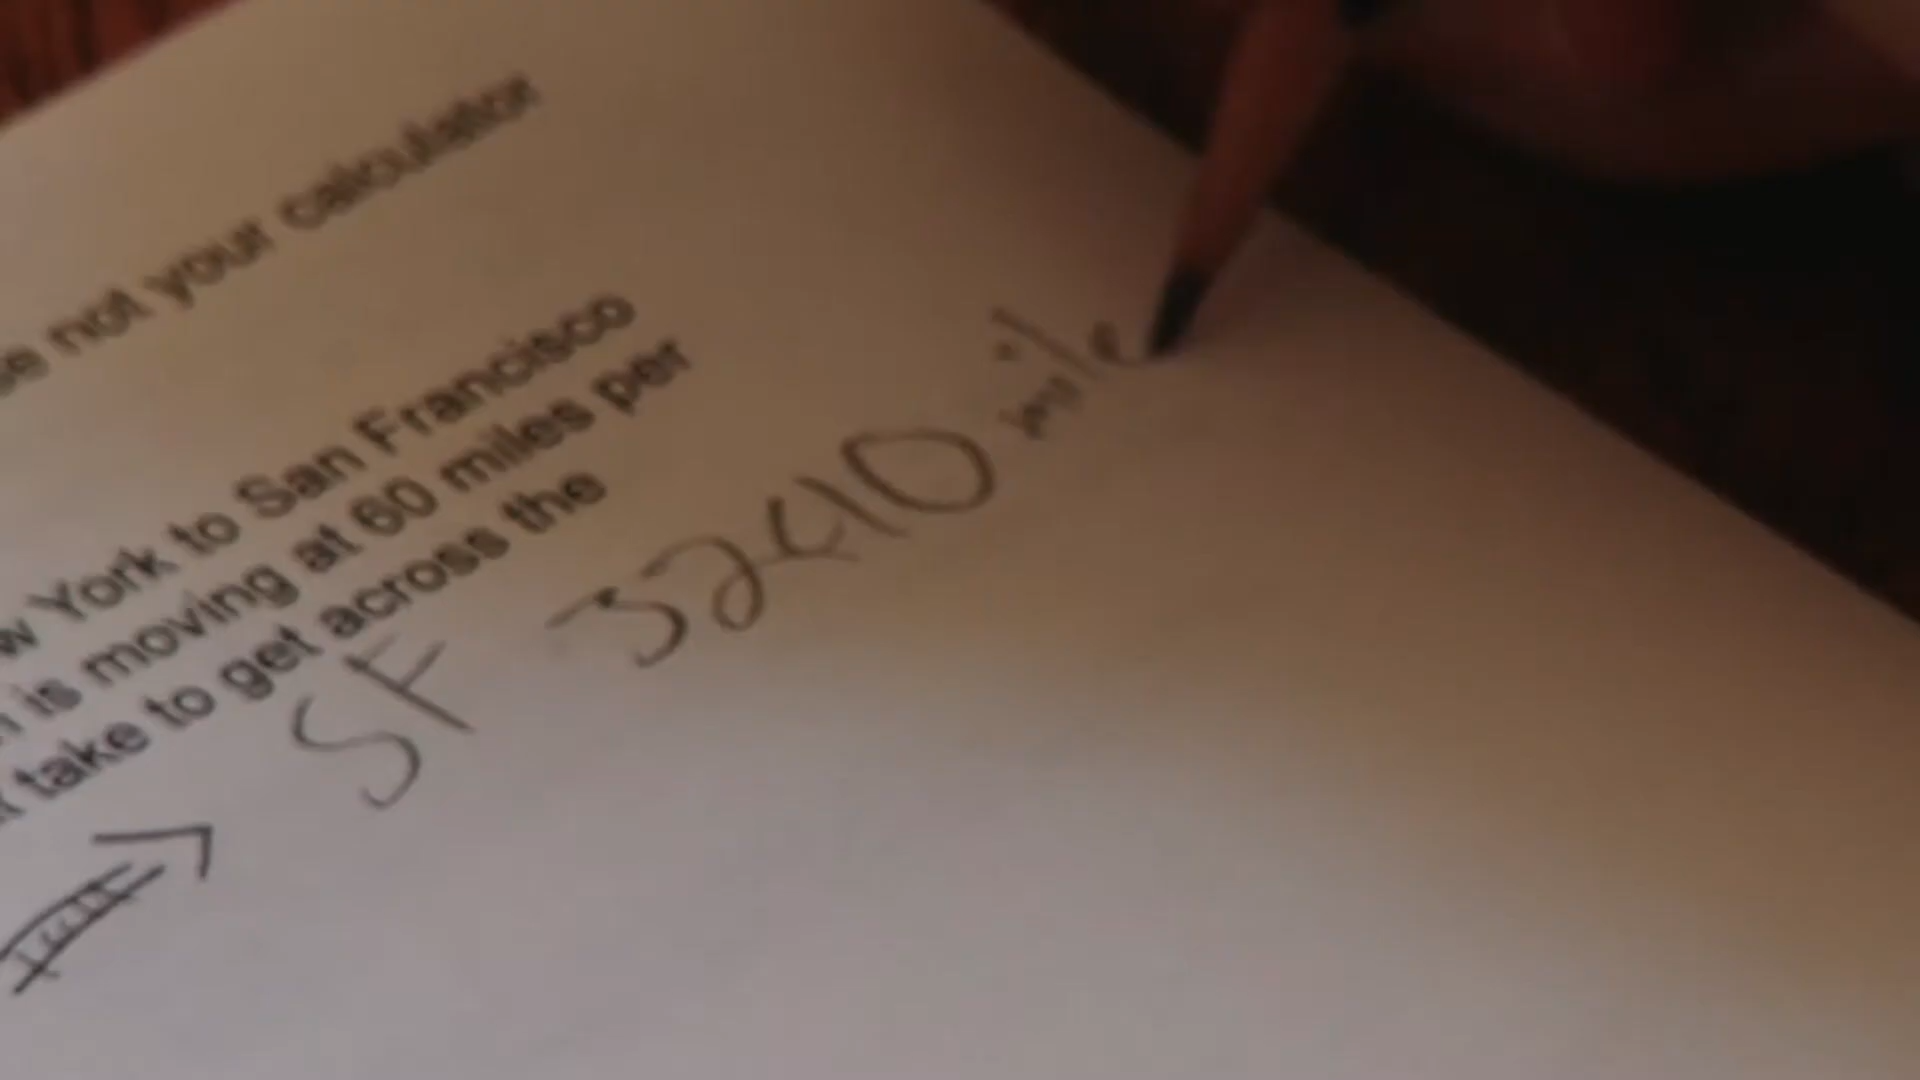 not your calculator
York to San Francisco
is moving at 60 miles per
take to get across the
SF 3240 mile